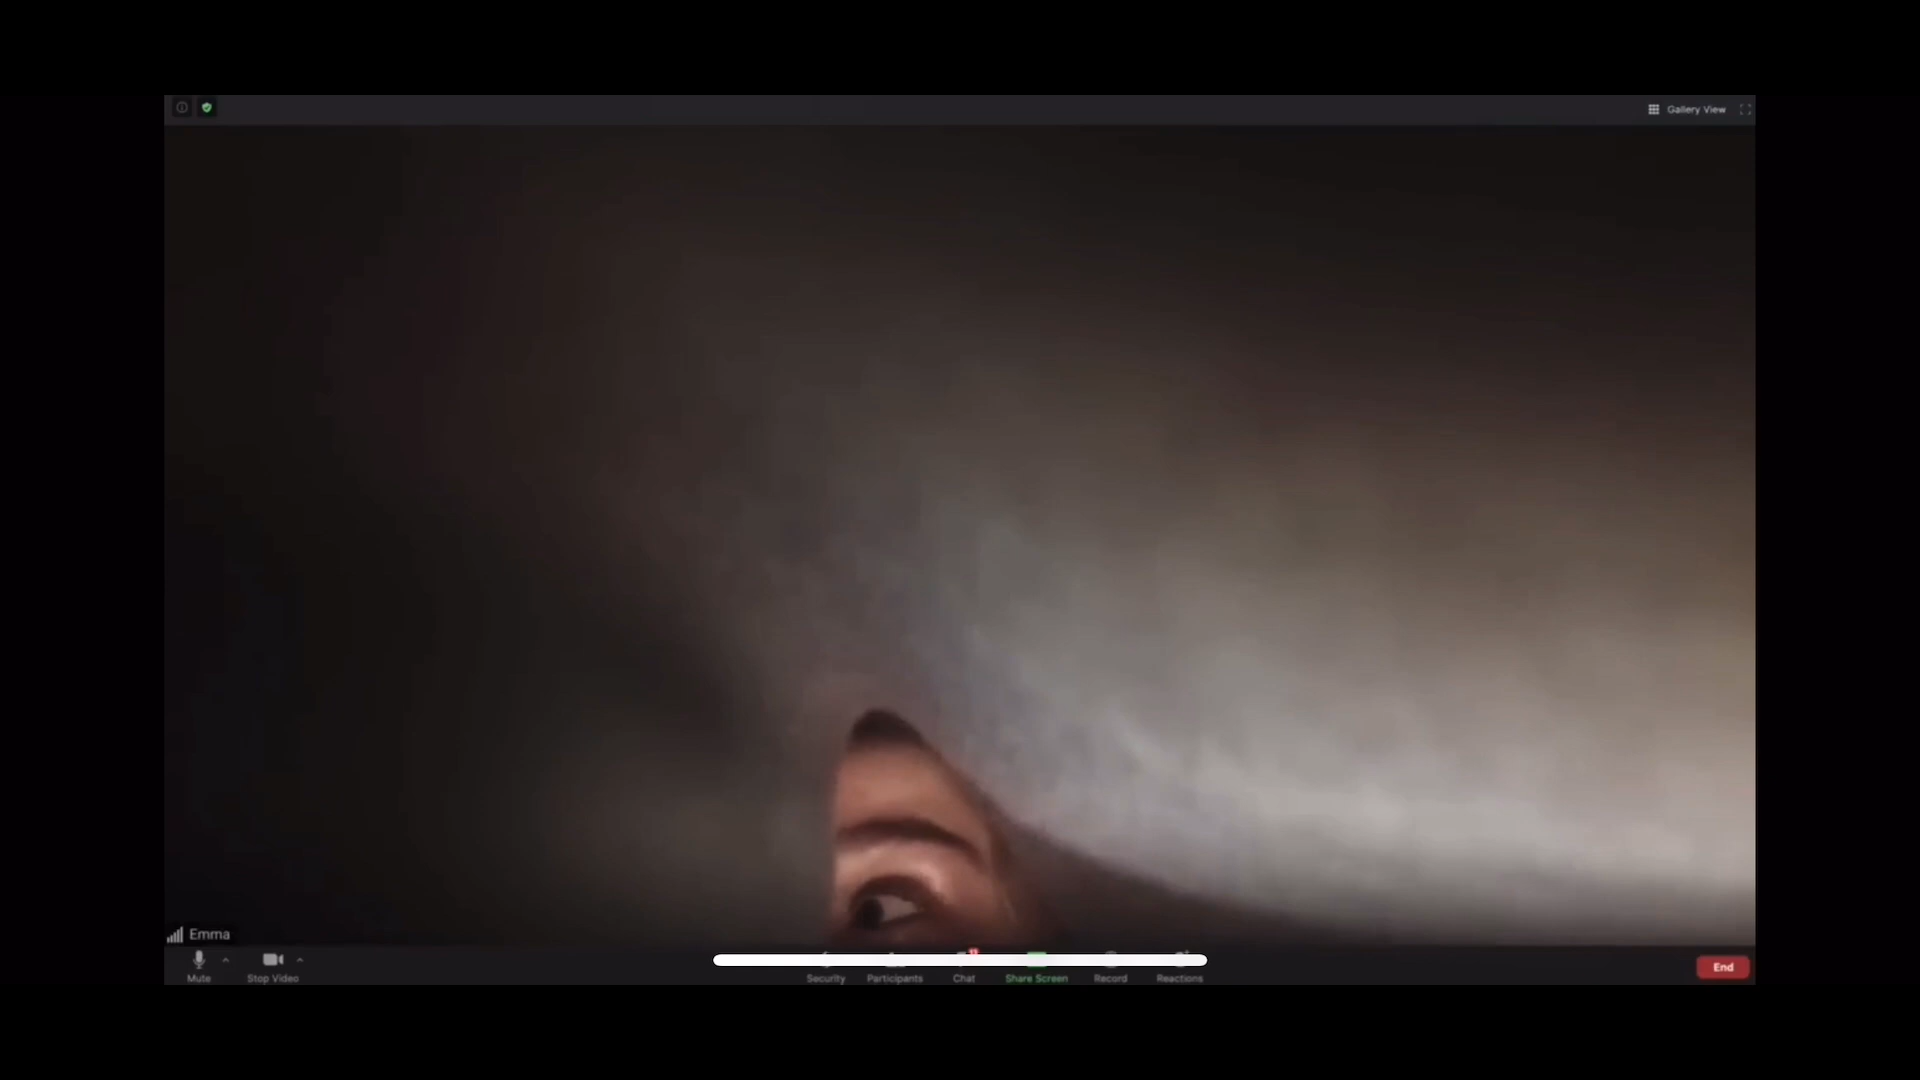 Gallery View
Emma
Mute
Stop Video
Security
Participants
Chat
Share Screen
Record
Reactions
End